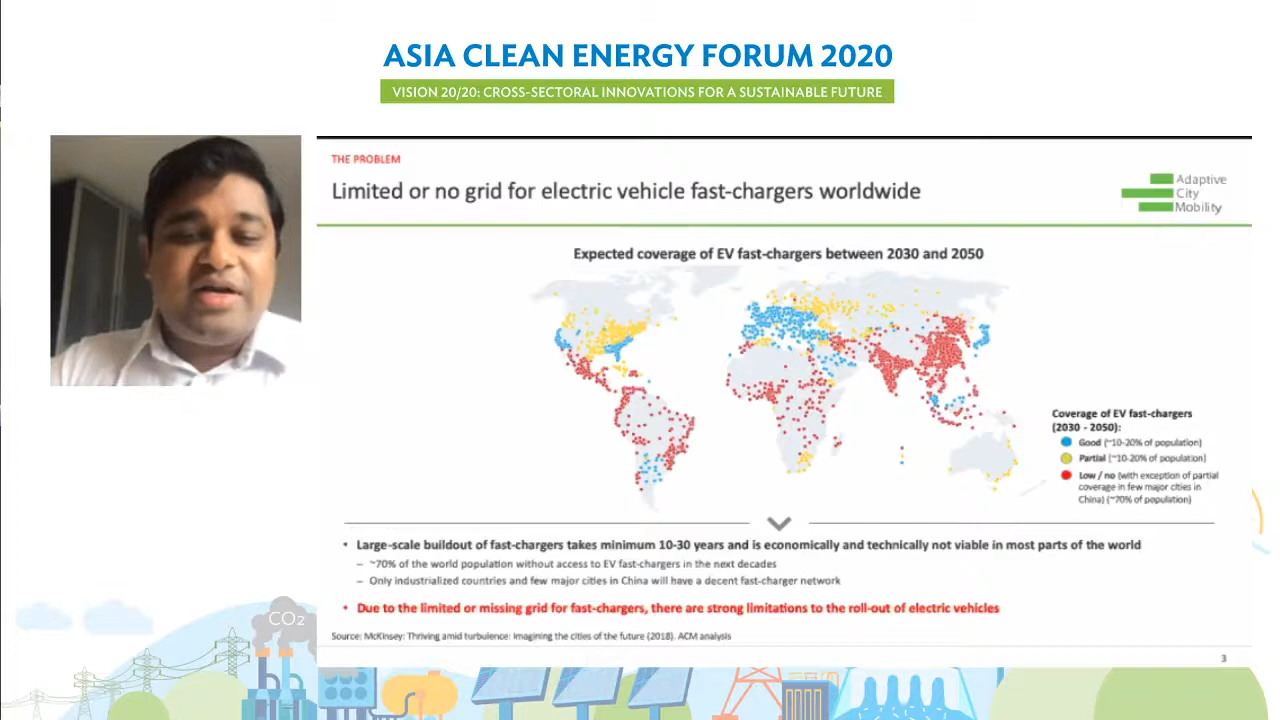 ASIA CLEAN ENERGY FORUM 2020
VISION 20/20: CROSS-SECTORAL INNOVATIONS FOR A SUSTAINABLE FUTURE
THE PROBLEM
Limited or no grid for electric vehicle fast-chargers worldwide
Adaptive
City
Mobility
Expected coverage of EV fast-chargers between 2030 and 2050
Coverage of EV fast-chargers
(2030 - 2050):
Good (~10-20% of population)
Partial (~10-20% of population)
Low / no (with exception of partial
coverage in few major cities in
China) (~70% of population)
• Large-scale buildout of fast-chargers takes minimum 10-30 years and is economically and technically not viable in most parts of the world
– ~70% of the world population without access to EV fast-chargers in the next decades
– Only industrialized countries and few major cities in China will have a decent fast-charger network
• Due to the limited or missing grid for fast-chargers, there are strong limitations to the roll-out of electric vehicles
Source: McKinsey: Thriving amid turbulence: Imagining the cities of the future (2018). ACM analysis
3
CO2